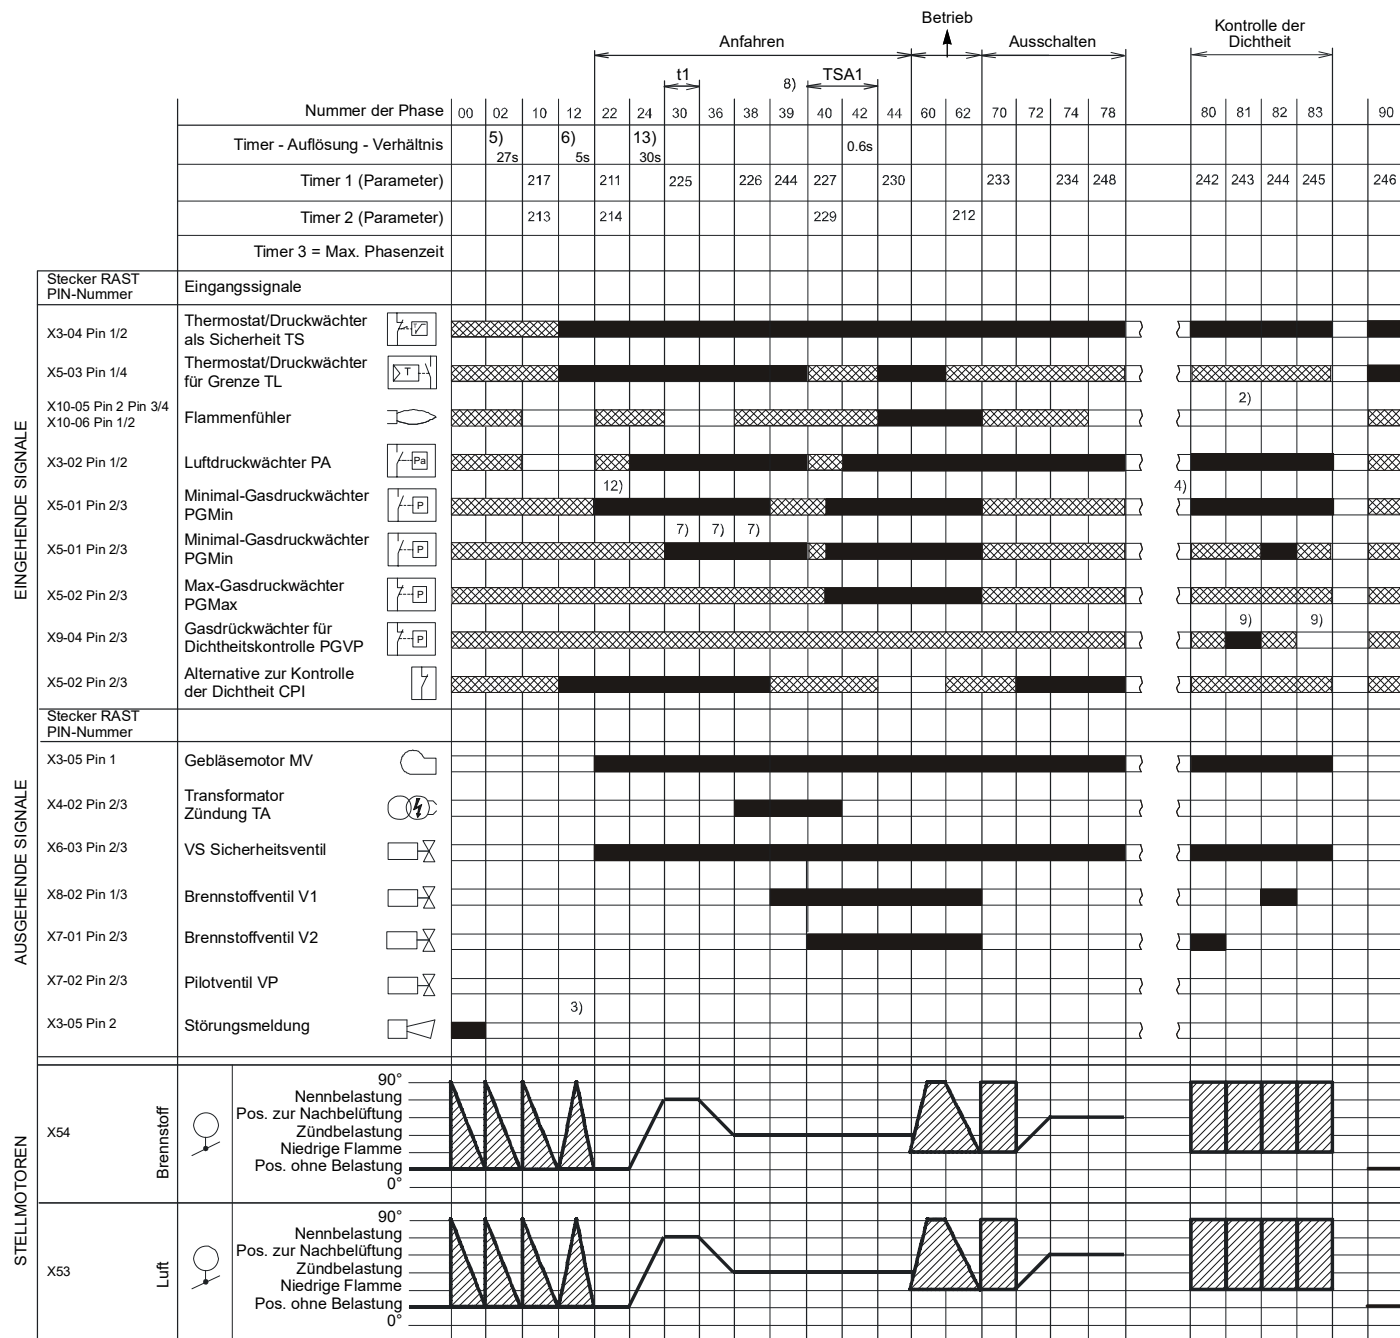 Betrieb
Anfahren
Ausschalten
Kontrolle der
Dichtheit
t1
8)
TSA1
Nummer der Phase 00 02 10 12 22 24 30 36 38 39 40 42 44 60 62 70 72 74 78 80 81 82 83 90
Timer - Auflösung - Verhältnis 5) 27s 6) 5s 13) 30s 0.6s
Timer 1 (Parameter) 217 211 225 226 244 227 230 233 234 248 242 243 244 245 246
Timer 2 (Parameter) 213 214 229 212
Timer 3 = Max. Phasenzeit
EINGEHENDE SIGNALE
Stecker RAST
PIN-Nummer
Eingangssignale
X3-04 Pin 1/2
Thermostat/Druckwächter
als Sicherheit TS
X5-03 Pin 1/4
Thermostat/Druckwächter
für Grenze TL
T
2)
X10-05 Pin 2 Pin 3/4
X10-06 Pin 1/2
Flammenfühler
X3-02 Pin 1/2
Luftdruckwächter PA
Pa
12)
4)
X5-01 Pin 2/3
Minimal-Gasdruckwächter
PGMin
P
7) 7) 7)
X5-01 Pin 2/3
Minimal-Gasdruckwächter
PGMin
P
X5-02 Pin 2/3
Max-Gasdruckwächter
PGMax
P
9) 9)
X9-04 Pin 2/3
Gasdrückwächter für
Dichtheitskontrolle PGVP
P
X5-02 Pin 2/3
Alternative zur Kontrolle
der Dichtheit CPI
AUSGEHENDE SIGNALE
Stecker RAST
PIN-Nummer
X3-05 Pin 1
Gebläsemotor MV
X4-02 Pin 2/3
Transformator
Zündung TA
X6-03 Pin 2/3
VS Sicherheitsventil
X8-02 Pin 1/3
Brennstoffventil V1
X7-01 Pin 2/3
Brennstoffventil V2
X7-02 Pin 2/3
Pilotventil VP
3)
X3-05 Pin 2
Störungsmeldung
STELLMOTOREN
X54
Brennstoff
90°
Nennbelastung
Pos. zur Nachbelüftung
Zündbelastung
Niedrige Flamme
Pos. ohne Belastung
0°
X53
Luft
90°
Nennbelastung
Pos. zur Nachbelüftung
Zündbelastung
Niedrige Flamme
Pos. ohne Belastung
0°